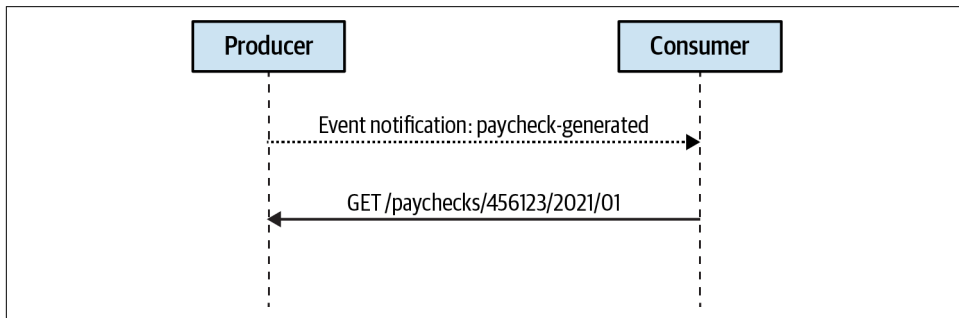 Producer
Consumer
Event notification: paycheck-generated
GET /paychecks/456123/2021/01